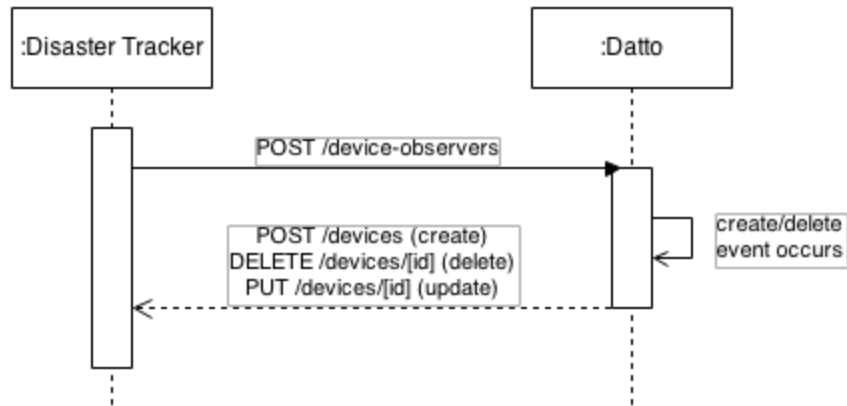 :Disaster Tracker
:Datto
POST /device-observers
create/delete
event occurs
POST /devices (create)
DELETE /devices/[id] (delete)
PUT /devices/[id] (update)